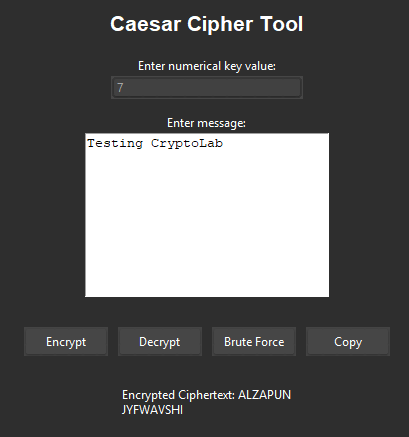 Caesar Cipher Tool
Enter numerical key value:
7
Enter message:
Testing CryptoLab
Encrypt Decrypt Brute Force Copy
Encrypted Ciphertext: ALZAPUN
JYFWAVSHI